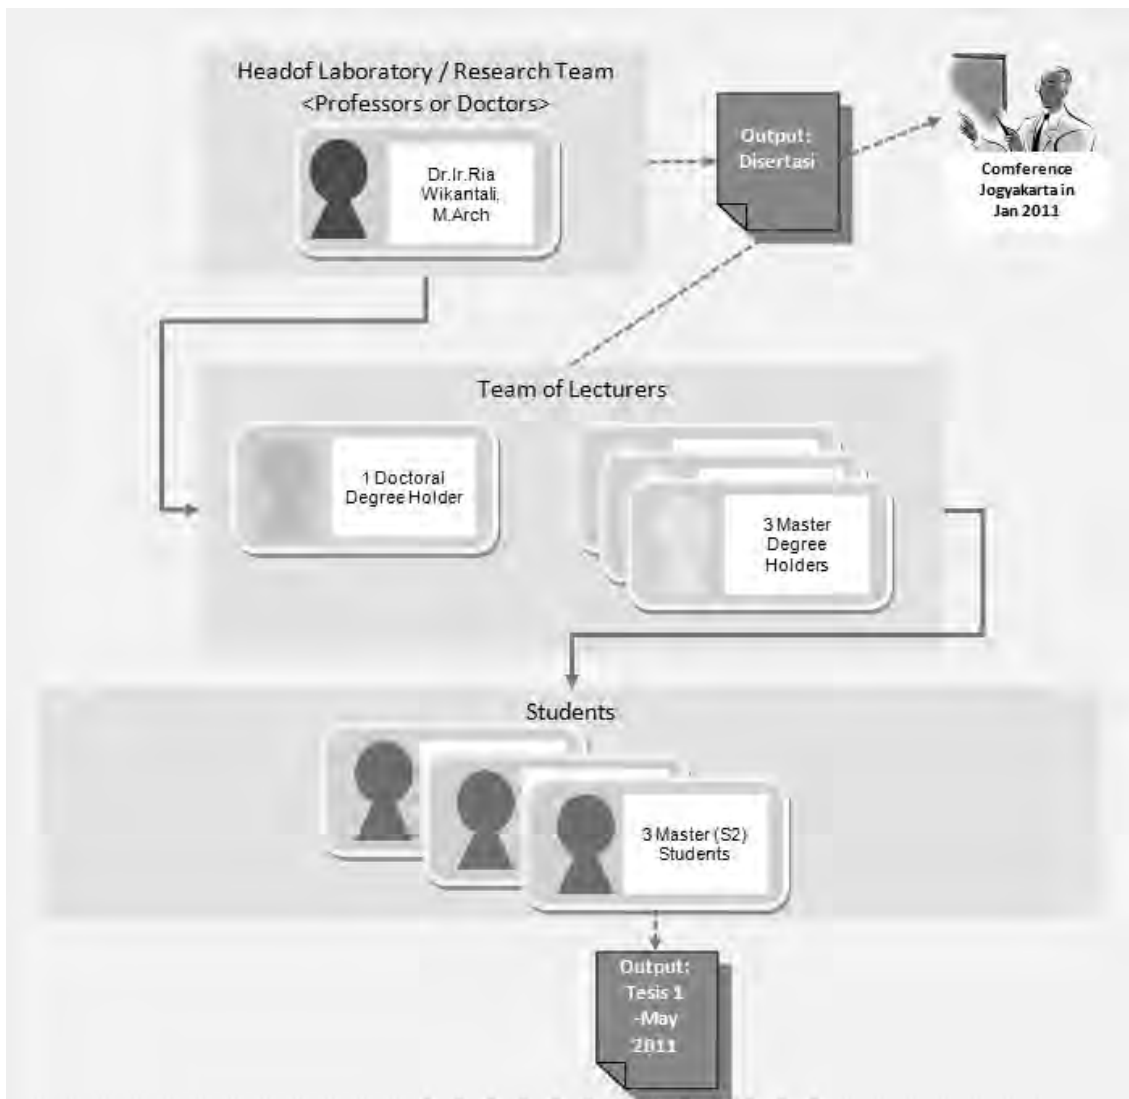 Headof Laboratory / Research Team
<Professors or Doctors>
Dr.Ir.Ria
Wikantali,
M.Arch
Output:
Disertasi
Comference
Jogyakarta in
Jan 2011
Team of Lecturers
1 Doctoral
Degree Holder
3 Master
Degree
Holders
Students
3 Master (S2)
Students
Output:
Tesis 1
-May
2011